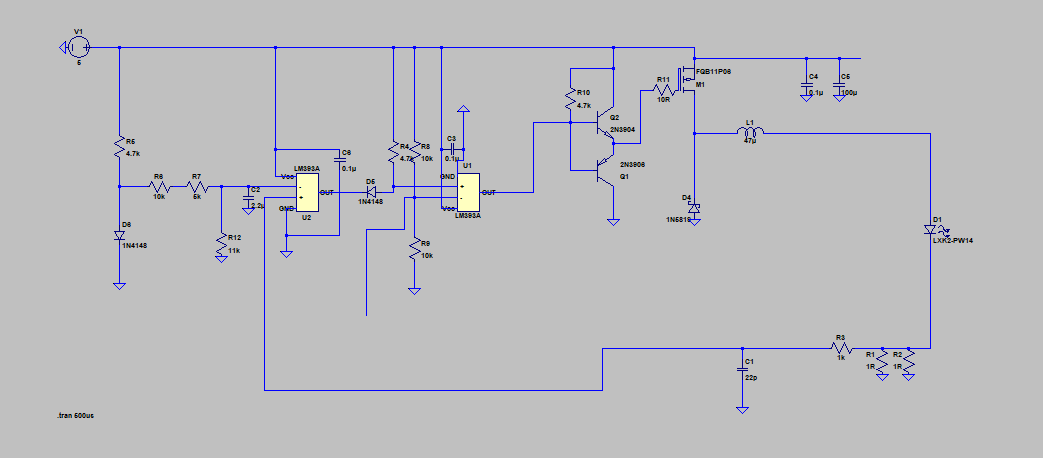 V1
5
FQB11P06
M1
R11
10R
C4
0.1µ
C5
100µ
R10
4.7k
Q2
2N3904
L1
47µ
R5
4.7k
R4
4.7k
R8
10k
C3
0.1µ
U1
C6
0.1µ
2N3906
Q1
LM393A
Vcc
GND
R6
10k
R7
5k
C2
2.2µ
OUT
D5
1N4148
OUT
GND
U2
Vcc
LM393A
D4
1N5819
D6
1N4148
R12
11k
R9
10k
D1
LXK2-PW14
R3
1k
R1
1R
R2
1R
C1
22p
.tran 600us